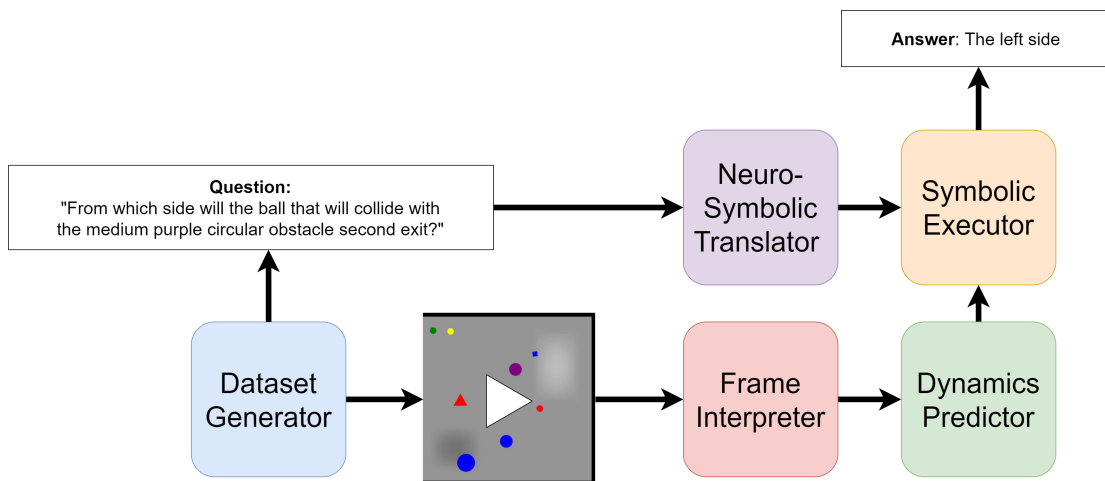 Answer: The left side
Question:
"From which side will the ball that will collide with
the medium purple circular obstacle second exit?"
Neuro-
Symbolic
Translator
Symbolic
Executor
Dataset
Generator
Frame
Interpreter
Dynamics
Predictor